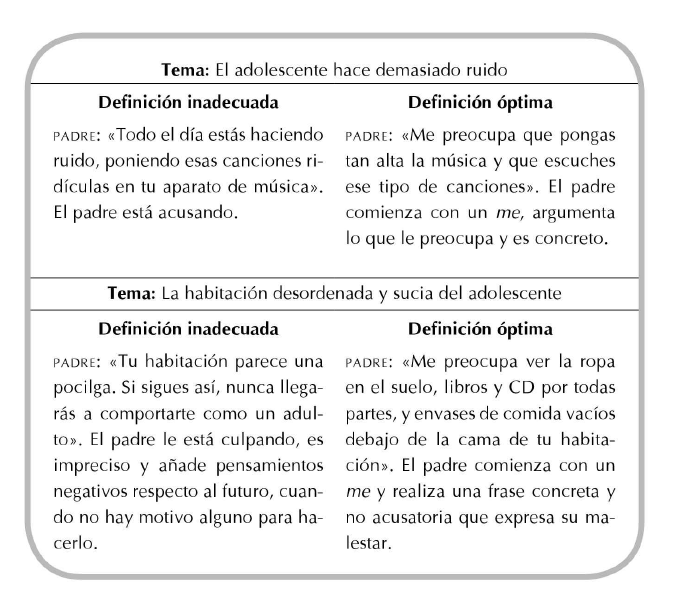 Tema: El adolescente hace demasiado ruido
Definición inadecuada
PADRE: «Todo el día estás haciendo
ruido, poniendo esas canciones ri-
dículas en tu aparato de música».
El padre está acusando.
Definición óptima
PADRE: «Me preocupa que pongas
tan alta la música y que escuches
ese tipo de canciones». El padre
comienza con un me, argumenta
lo que le preocupa y es concreto.
Tema: La habitación desordenada y sucia del adolescente
Definición inadecuada
PADRE: «Tu habitación parece una
pocilga. Si sigues así, nunca llega-
rás a comportarte como un adul-
to». El padre le está culpando, es
impreciso y añade pensamientos
negativos respecto al futuro, cuan-
do no hay motivo alguno para ha-
cerlo.
Definición óptima
PADRE: «Me preocupa ver la ropa
en el suelo, libros y CD por todas
partes, y envases de comida vacíos
debajo de la cama de tu habita-
ción». El padre comienza con un
me y realiza una frase concreta y
no acusatoria que expresa su ma-
lestar.